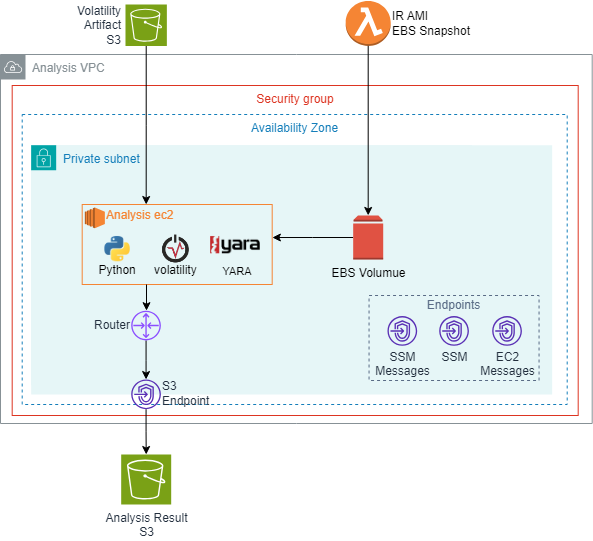 Volatility
Artifact
S3
IR AMI
EBS Snapshot
Analysis VPC
Security group
Availability Zone
Private subnet
Analysis ec2
yara
Python
volatility
YARA
EBS Volumue
Router
Endpoints
SSM
Messages
SSM
EC2
Messages
S3
Endpoint
Analysis Result
S3